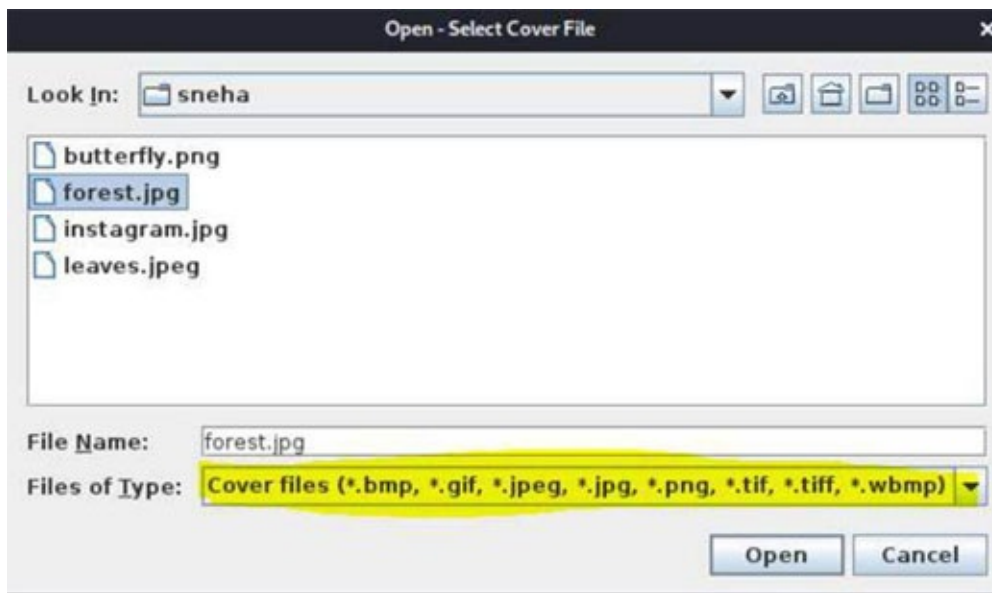 Open - Select Cover File
Look In: sneha
butterfly.png
forest.jpg
instagram.jpg
leaves.jpeg
File Name: forest.jpg
Files of Type: Cover files (*.bmp, *.gif, *.jpeg, *.jpg, *.png, *.tif, *.tiff, *.wbmp)
Open Cancel